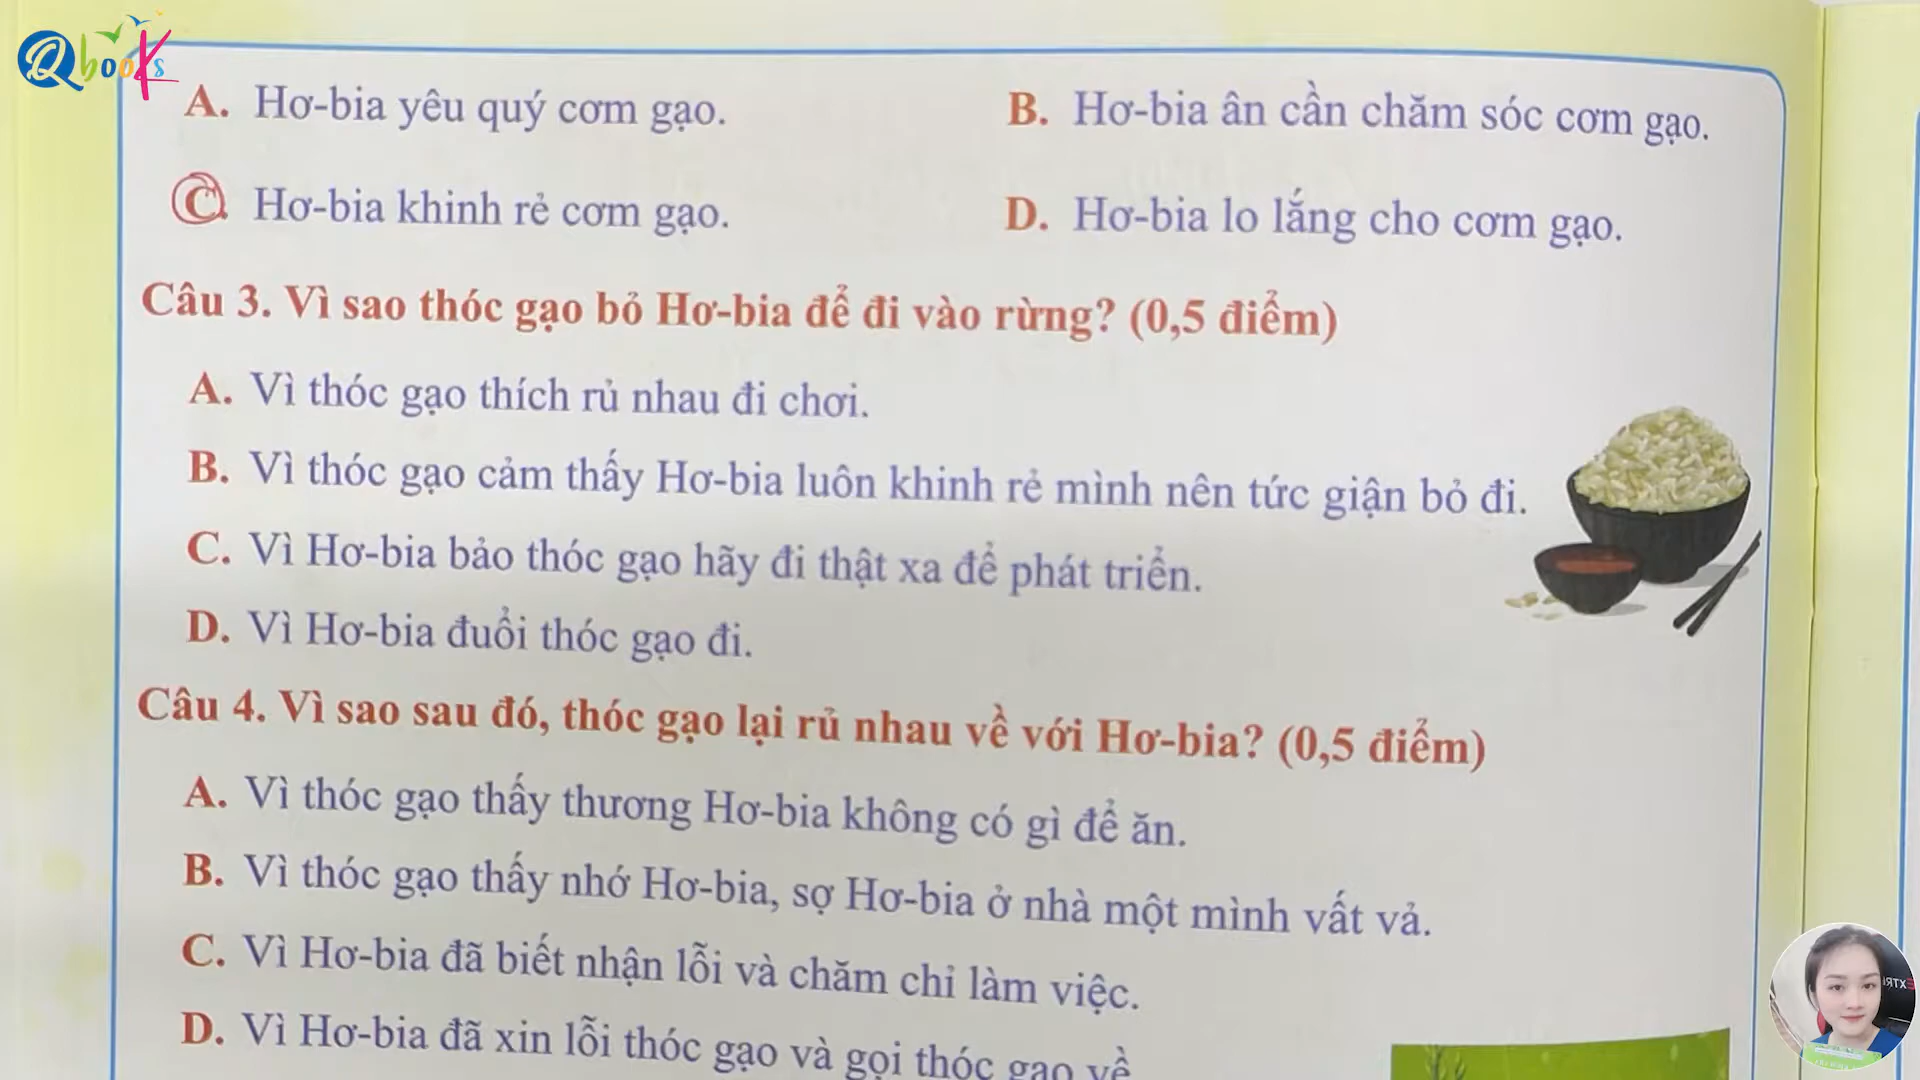 Qbooks
A. Hơ-bia yêu quý cơm gạo.
B. Hơ-bia ân cần chăm sóc cơm gạo.
C. Hơ-bia khinh rẻ cơm gạo.
D. Hơ-bia lo lắng cho cơm gạo.
Câu 3. Vì sao thóc gạo bỏ Hơ-bia để đi vào rừng? (0,5 điểm)
A. Vì thóc gạo thích rủ nhau đi chơi.
B. Vì thóc gạo cảm thấy Hơ-bia luôn khinh rẻ mình nên tức giận bỏ đi.
C. Vì Hơ-bia bảo thóc gạo hãy đi thật xa để phát triển.
D. Vì Hơ-bia đuổi thóc gạo đi.
Câu 4. Vì sao sau đó, thóc gạo lại rủ nhau về với Hơ-bia? (0,5 điểm)
A. Vì thóc gạo thấy thương Hơ-bia không có gì để ăn.
B. Vì thóc gạo thấy nhớ Hơ-bia, sợ Hơ-bia ở nhà một mình vất vả.
C. Vì Hơ-bia đã biết nhận lỗi và chăm chỉ làm việc.
D. Vì Hơ-bia đã xin lỗi thóc gạo và gọi thóc gạo về